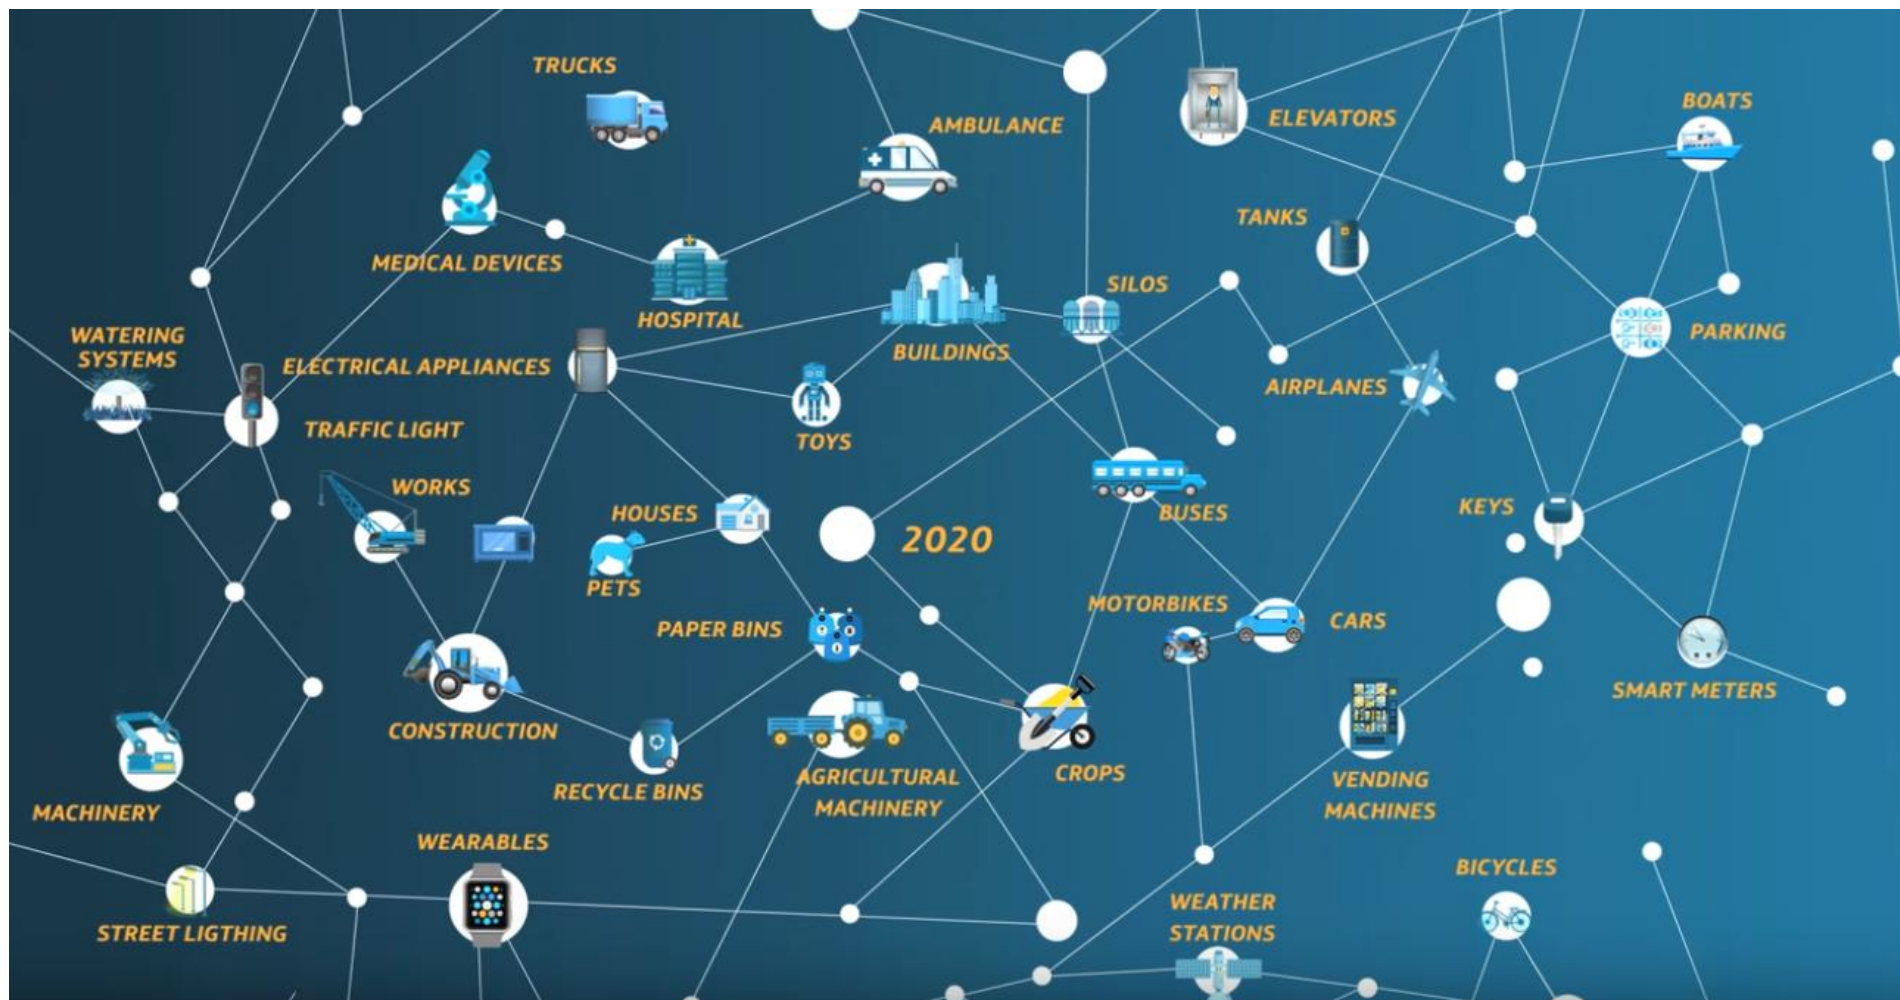 TRUCKS
BOATS
AMBULANCE
ELEVATORS
TANKS
MEDICAL DEVICES
SILOS
HOSPITAL
PARKING
WATERING
SYSTEMS
BUILDINGS
ELECTRICAL APPLIANCES
AIRPLANES
TRAFFIC LIGHT
TOYS
WORKS
HOUSES
BUSES
KEYS
2020
PETS
MOTORBIKES
PAPER BINS
CARS
SMART METERS
CONSTRUCTION
CROPS
RECYCLE BINS
AGRICULTURAL
MACHINERY
VENDING
MACHINES
MACHINERY
WEARABLES
BICYCLES
WEATHER
STATIONS
STREET LIGTHING